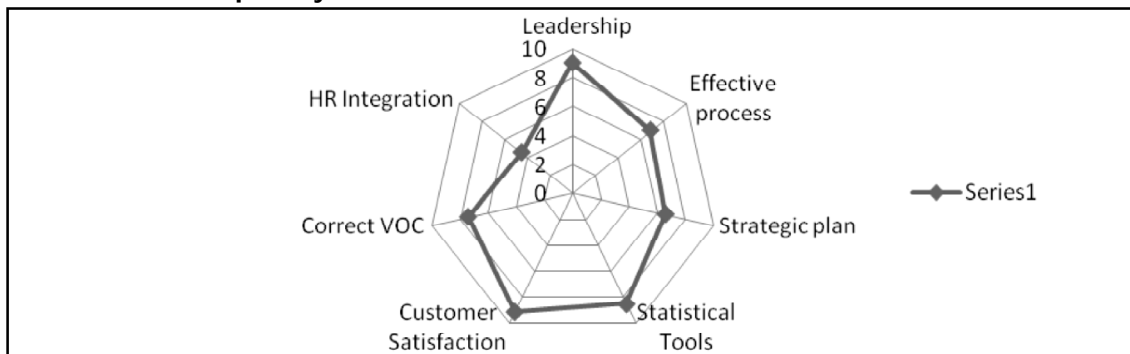 Leadership
10
8
6
4
2
0
Effective
process
Strategic plan
Statistical
Tools
Customer
Satisfaction
Correct VOC
HR Integration
Series1